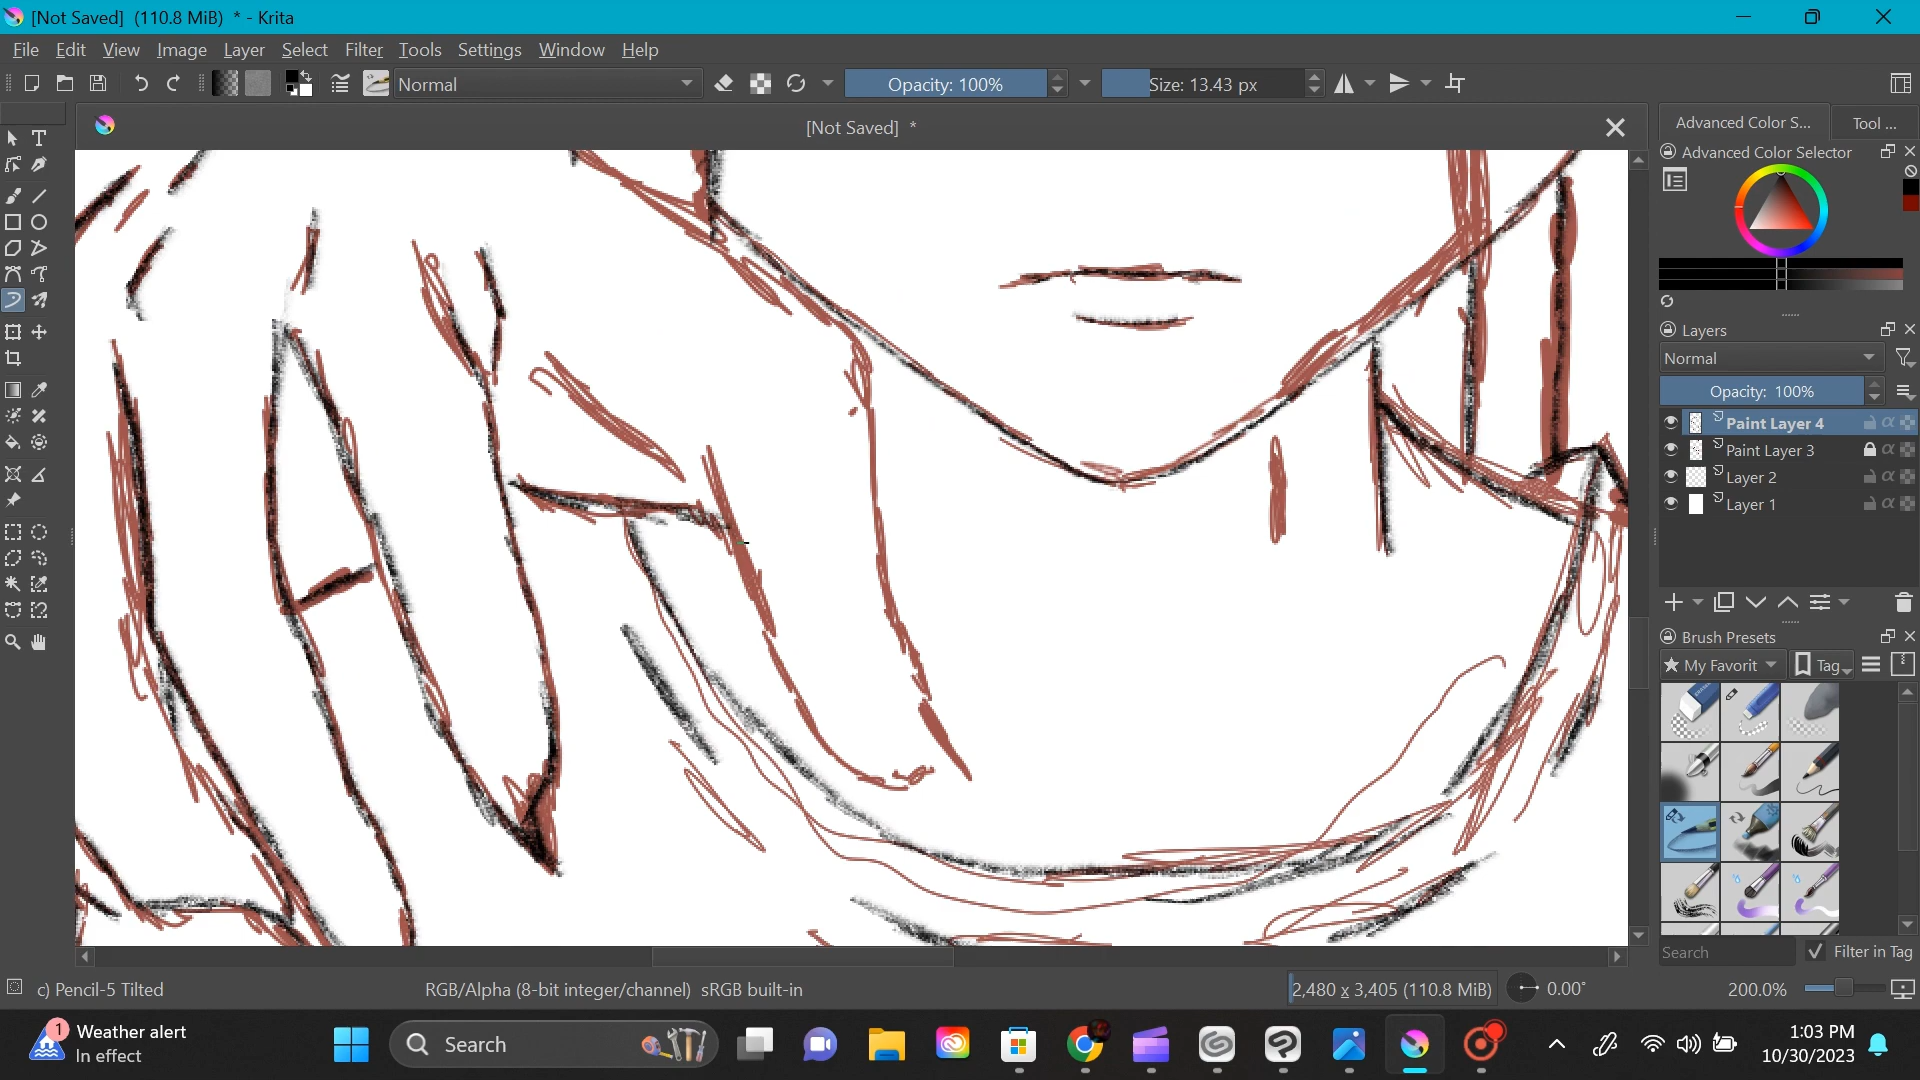 [Not Saved]  (110.8 MiB)  * - Krita
File Edit View Image Layer Select Filter Tools Settings Window Help
Normal
Opacity: 100%
Size: 13.43 px
[Not Saved]  *
Advanced Color S...
Tool ...
Advanced Color Selector
Layers
Normal
Opacity: 100%
Paint Layer 4
Paint Layer 3
Layer 2
Layer 1
Brush Presets
My Favorit
Tag
Search
Filter in Tag
c) Pencil-5 Tilted
RGB/Alpha (8-bit integer/channel)  sRGB built-in
2,480 x 3,405 (110.8 MiB)
0.00°
200.0%
1
Weather alert
In effect
Search
1:03 PM
10/30/2023